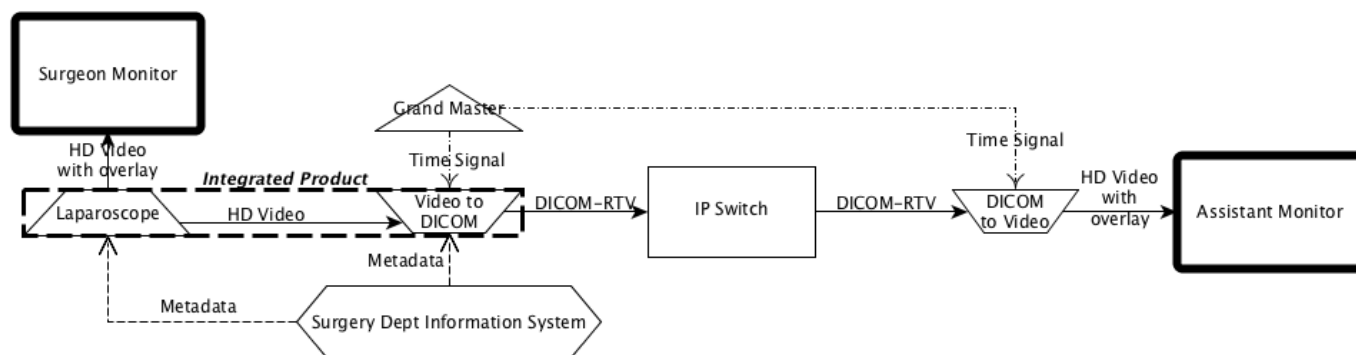 Surgeon Monitor
Grand Master
HD Video
with overlay
Time Signal
Time Signal
Integrated Product
Laparoscope
HD Video
Video to
DICOM
DICOM-RTV
IP Switch
DICOM-RTV
DICOM
to Video
HD Video
with
overlay
Assistant Monitor
Metadata
Metadata
Surgery Dept Information System